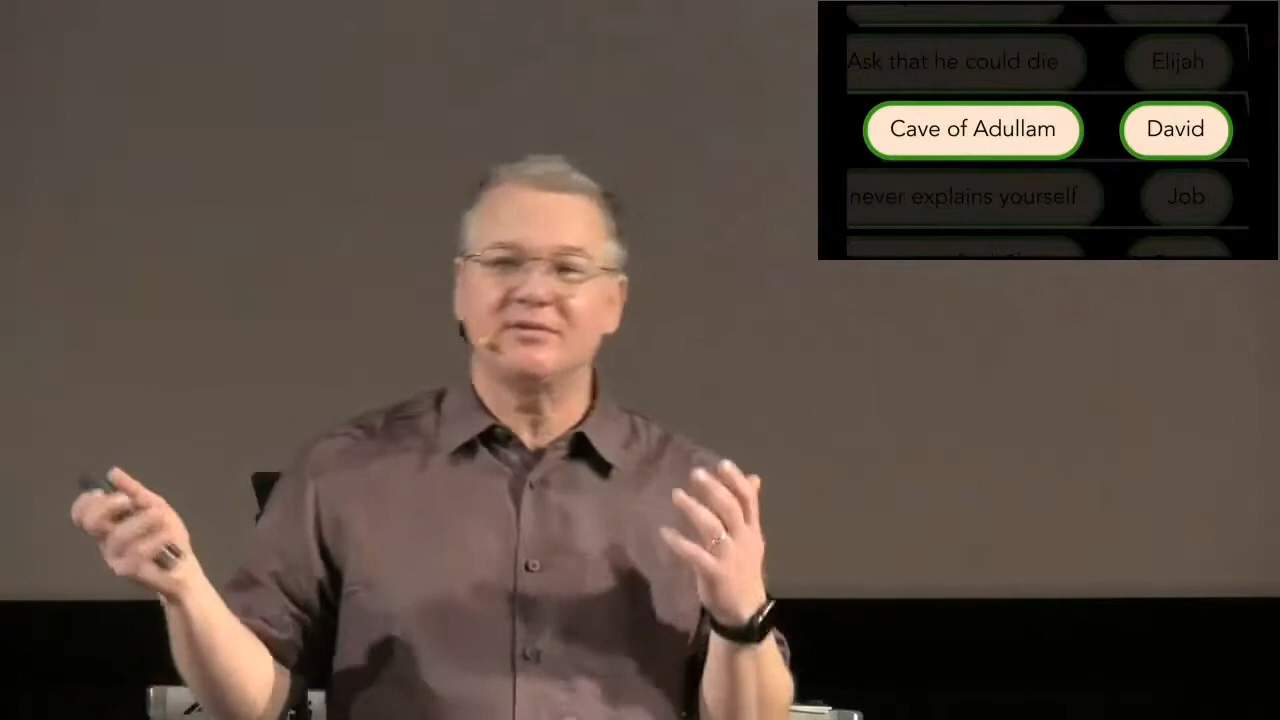 Ask that he could die Elijah
Cave of Adullam David
never explains yourself Job